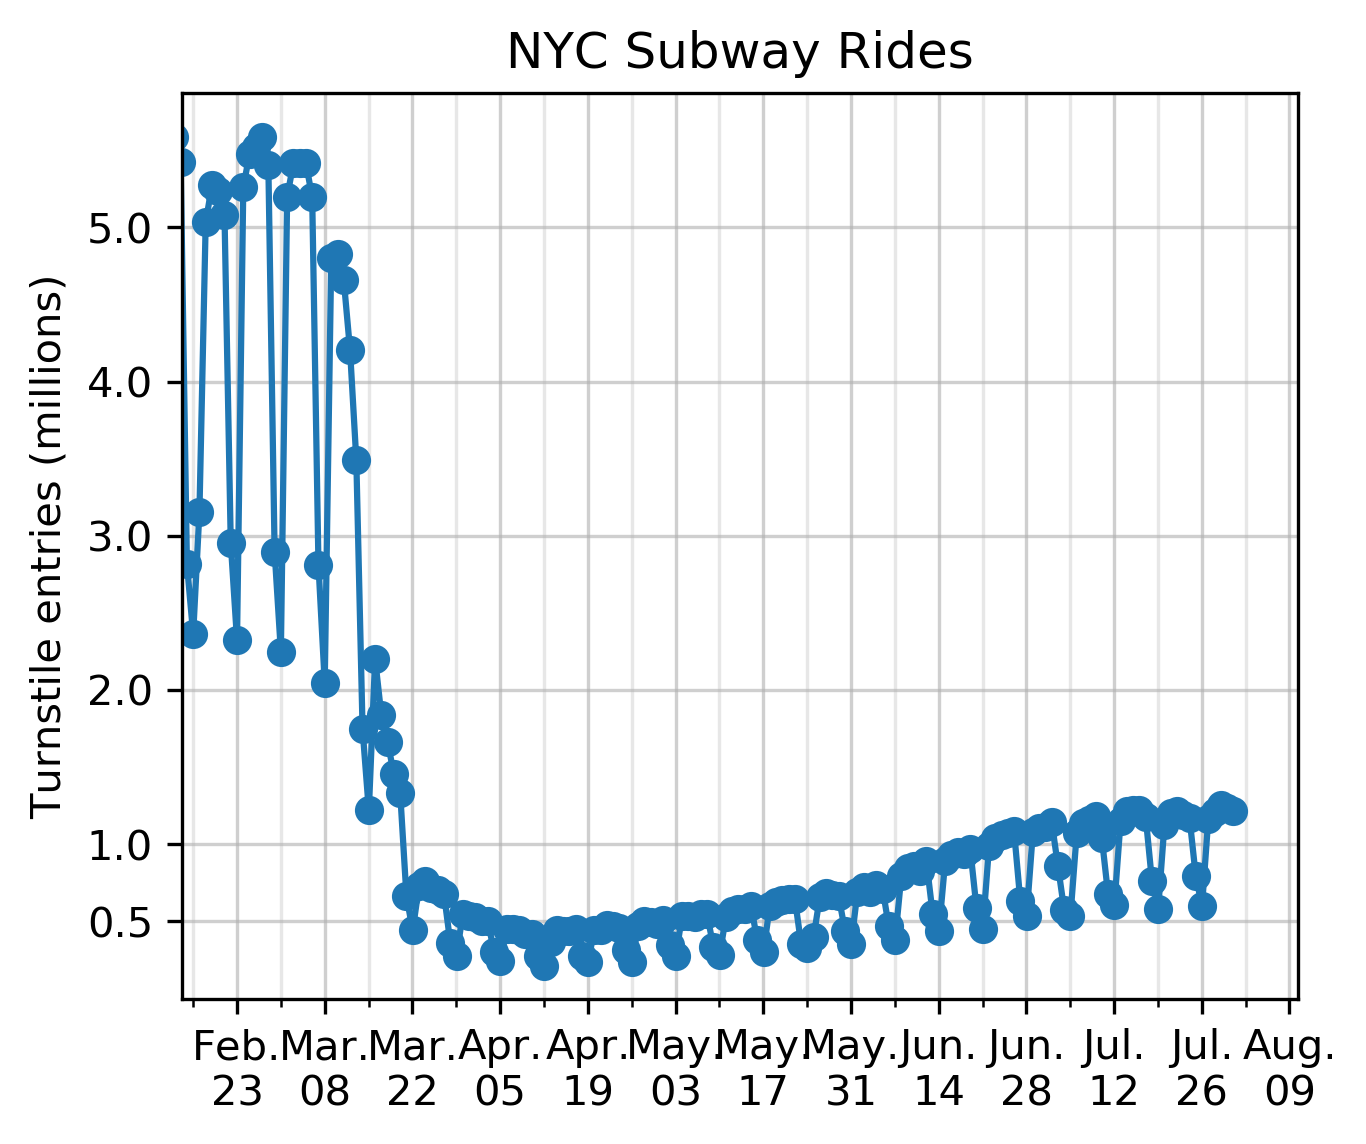 NYC Subway Rides
Turnstile entries (millions)
5.0
4.0
3.0
2.0
1.0
0.5
Feb. Mar. Mar. Apr. Apr. May. May. May. Jun. Jun. Jul. Jul. Aug.
23 08 22 05 19 03 17 31 14 28 12 26 09